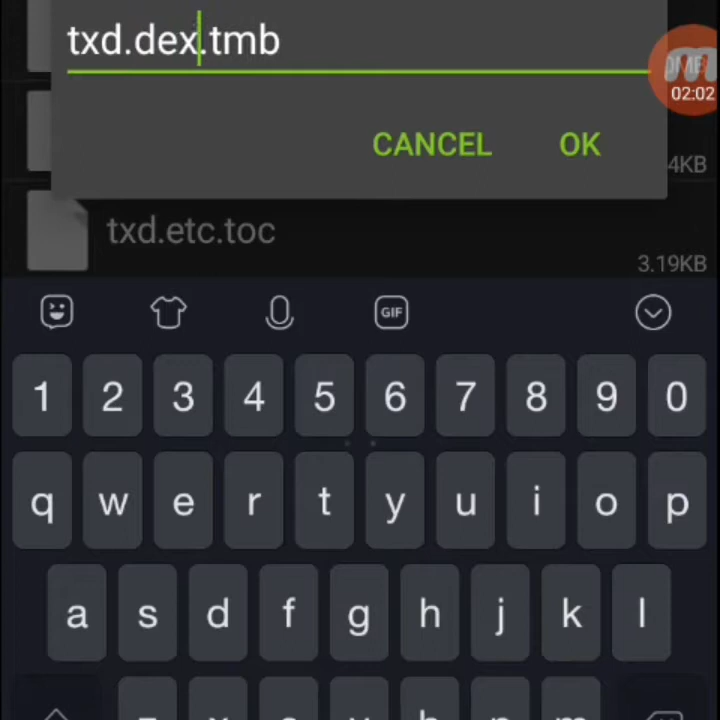 txd.dex.tmb
02:02
CANCEL OK
4KB
txd.etc.toc
3.19KB
GIF
1 2 3 4 5 6 7 8 9 0
q w e r t y u i o p
a s d f g h j k l